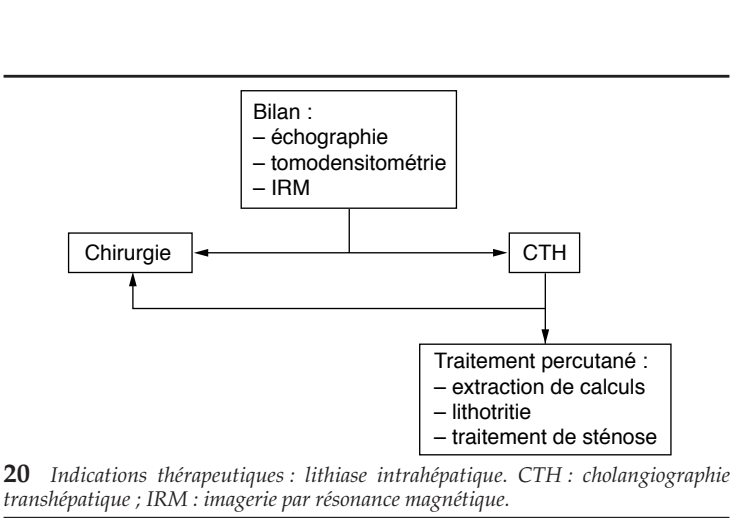 Bilan :
– échographie
– tomodensitométrie
– IRM
Chirurgie
CTH
Traitement percutané :
– extraction de calculs
– lithotritie
– traitement de sténose
20 Indications thérapeutiques : lithiase intrahépatique. CTH : cholangiographie
transhépatique ; IRM : imagerie par résonance magnétique.